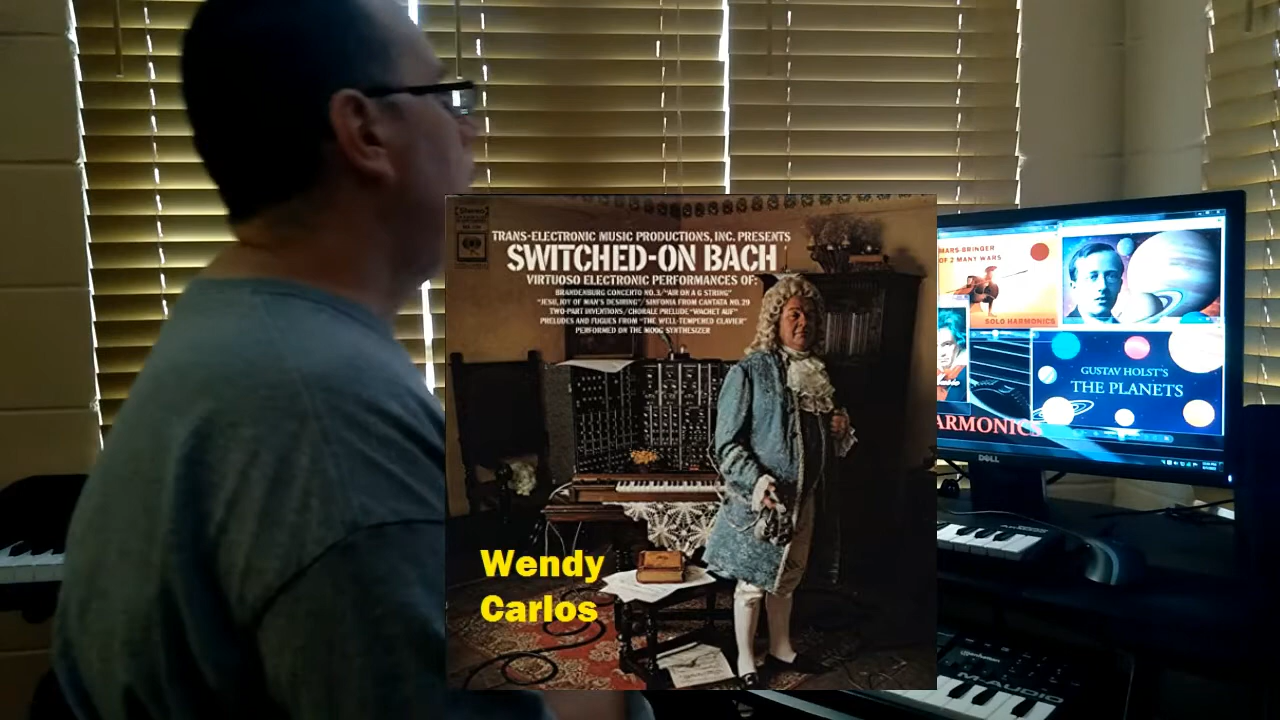 [Stereo]
TRANS-ELECTRONIC MUSIC PRODUCTIONS, INC. PRESENTS
SWITCHED-ON BACH
VIRTUOSO ELECTRONIC PERFORMANCES OF:
BRANDENBURG CONCERTO NO. 3/"AIR ON A G STRING"
"JESU, JOY OF MAN'S DESIRING"/SINFONIA FROM CANTATA NO. 29
TWO-PART INVENTIONS/CHORALE PRELUDE "WACHET AUF"
PRELUDES AND FUGUES FROM "THE WELL-TEMPERED CLAVIER"
PERFORMED ON THE MOOG SYNTHESIZER
Wendy
Carlos
MARS-BRINGER
OF 2 MANY WARS
SOLO HARMONICS
GUSTAV HOLST'S
THE PLANETS
ARMONICS
DELL
M-AUDIO